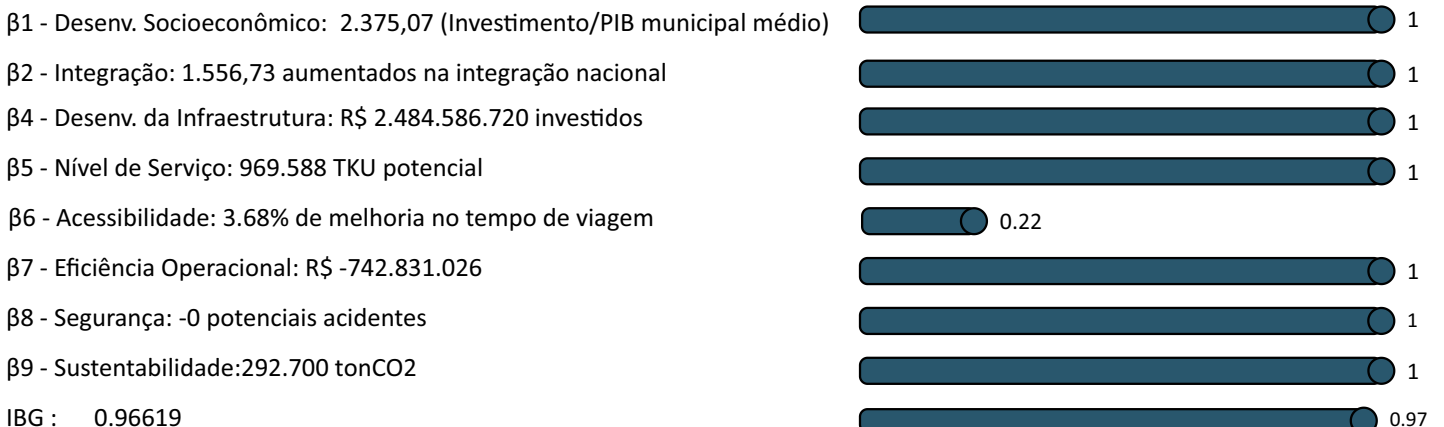 β1 - Desenv. Socioeconômico:  2.375,07 (Investimento/PIB municipal médio) 1
β2 - Integração: 1.556,73 aumentados na integração nacional 1
β4 - Desenv. da Infraestrutura: R$ 2.484.586.720 investidos 1
β5 - Nível de Serviço: 969.588 TKU potencial 1
β6 - Acessibilidade: 3.68% de melhoria no tempo de viagem 0.22
β7 - Eficiência Operacional: R$ -742.831.026 1
β8 - Segurança: -0 potenciais acidentes 1
β9 - Sustentabilidade:292.700 tonCO2 1
IBG :    0.96619 0.97